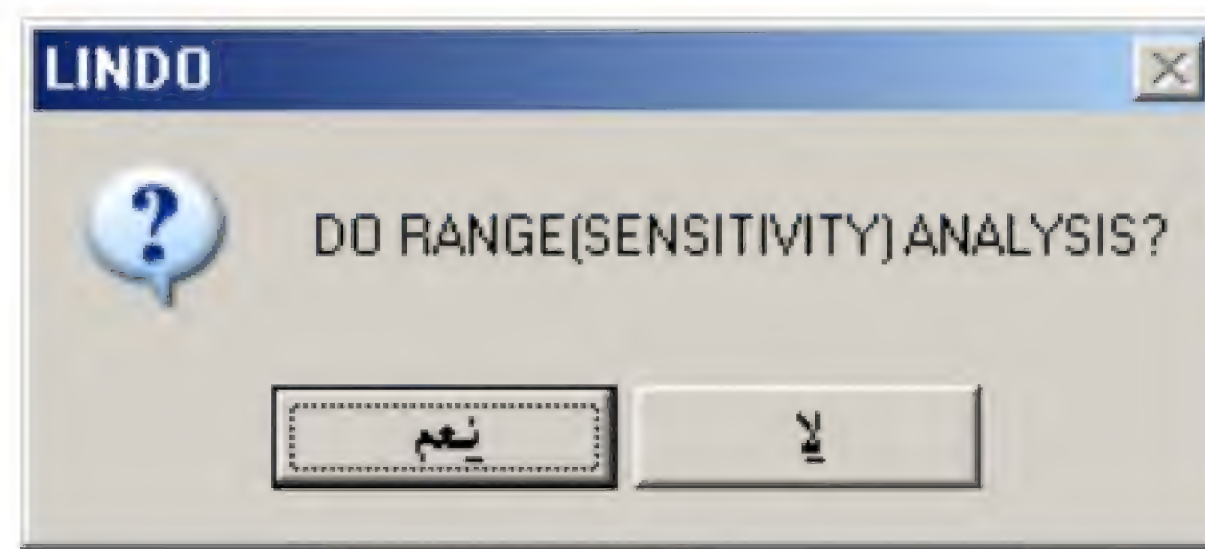 LINDO
DO RANGE(SENSITIVITY) ANALYSIS?
نعم
لا